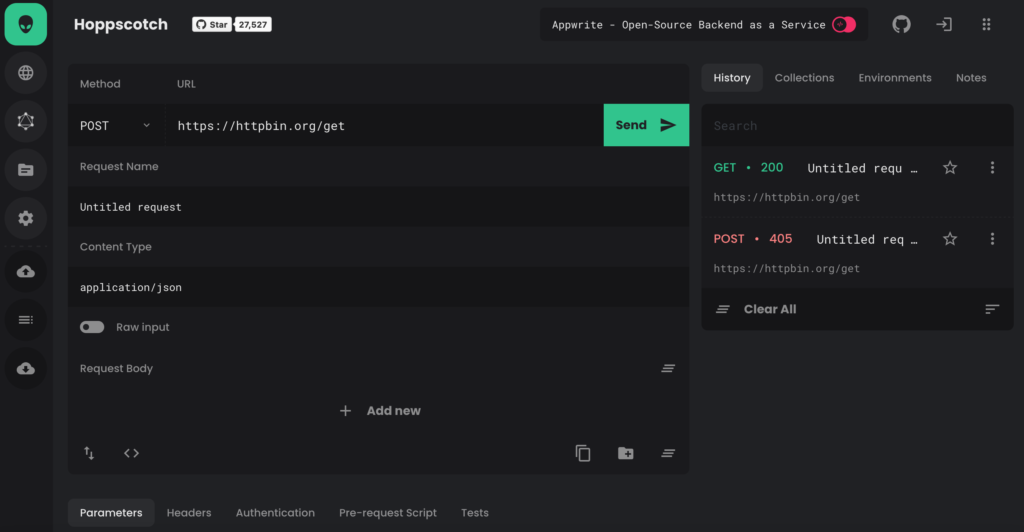 Hoppscotch
Star 27,527
Appwrite - Open-Source Backend as a Service
Method URL
POST https://httpbin.org/get Send
Request Name
Untitled request
Content Type
application/json
Raw input
Request Body
Add new
Parameters Headers Authentication Pre-request Script Tests
History Collections Environments Notes
Search
GET • 200 Untitled requ …
https://httpbin.org/get
POST • 405 Untitled req …
https://httpbin.org/get
Clear All